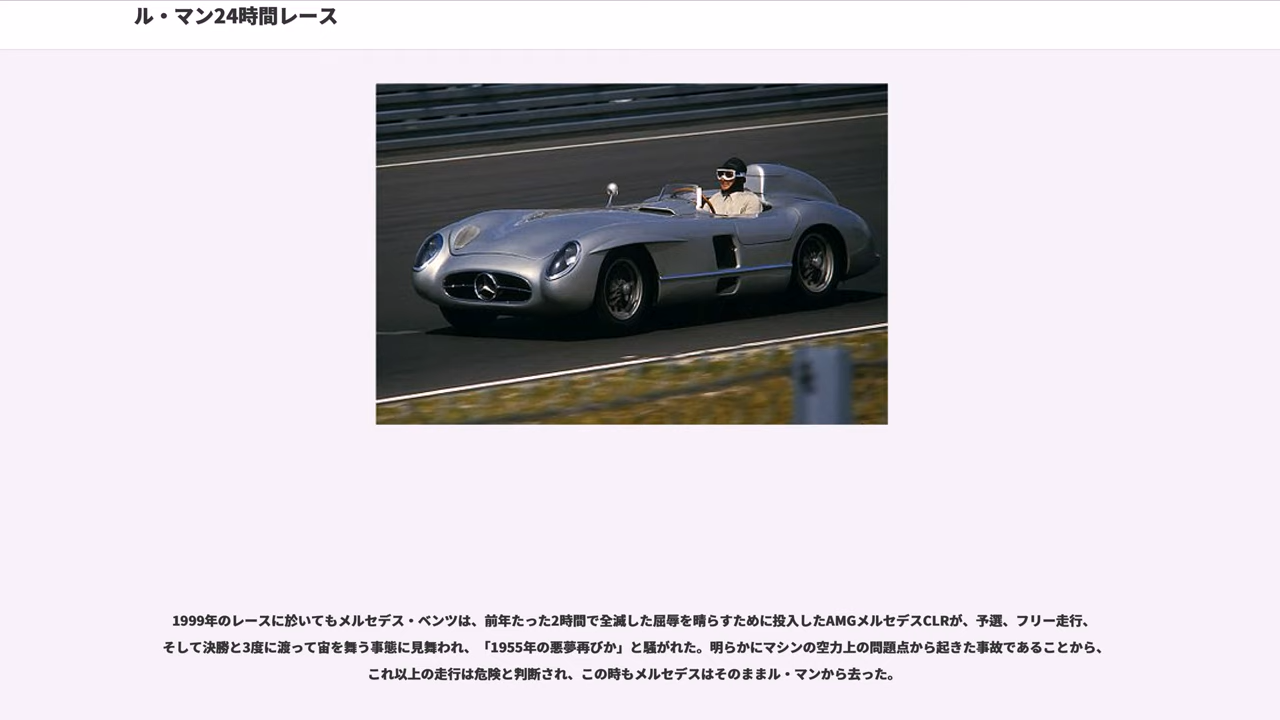 ル・マン24時間レース
1999年のレースに於いてもメルセデス・ベンツは、前年たった2時間で全滅した屈辱を晴らすために投入したAMGメルセデスCLRが、予選、フリー走行、
そして決勝と3度に渡って宙を舞う事態に見舞われ、「1955年の悪夢再びか」と騒がれた。明らかにマシンの空力上の問題点から起きた事故であることから、
これ以上の走行は危険と判断され、この時もメルセデスはそのままル・マンから去った。